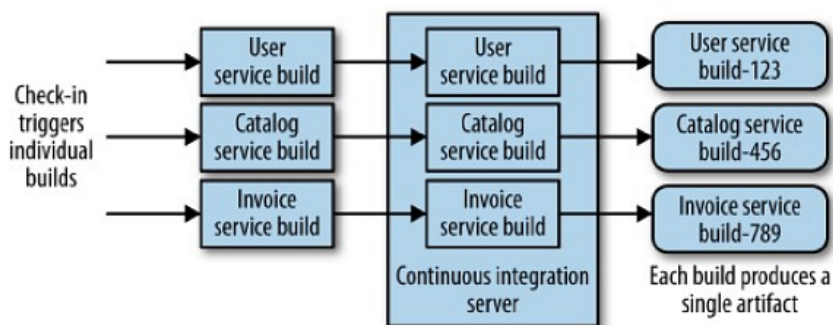 Check-in
triggers
individual
builds
User
service build
Catalog
service build
Invoice
service build
User
service build
Catalog
service build
Invoice
service build
Continuous integration
server
User service
build-123
Catalog service
build-456
Invoice service
build-789
Each build produces a
single artifact